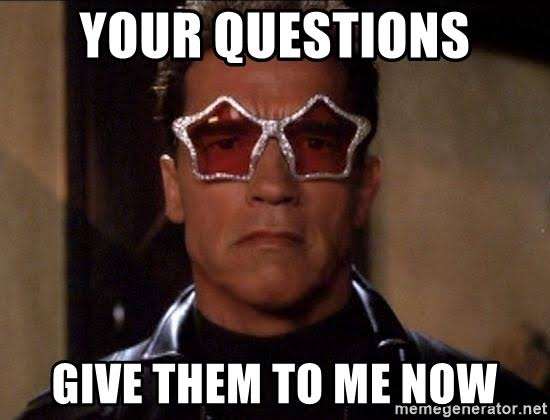 YOUR QUESTIONS
GIVE THEM TO ME NOW
memegenerator.net